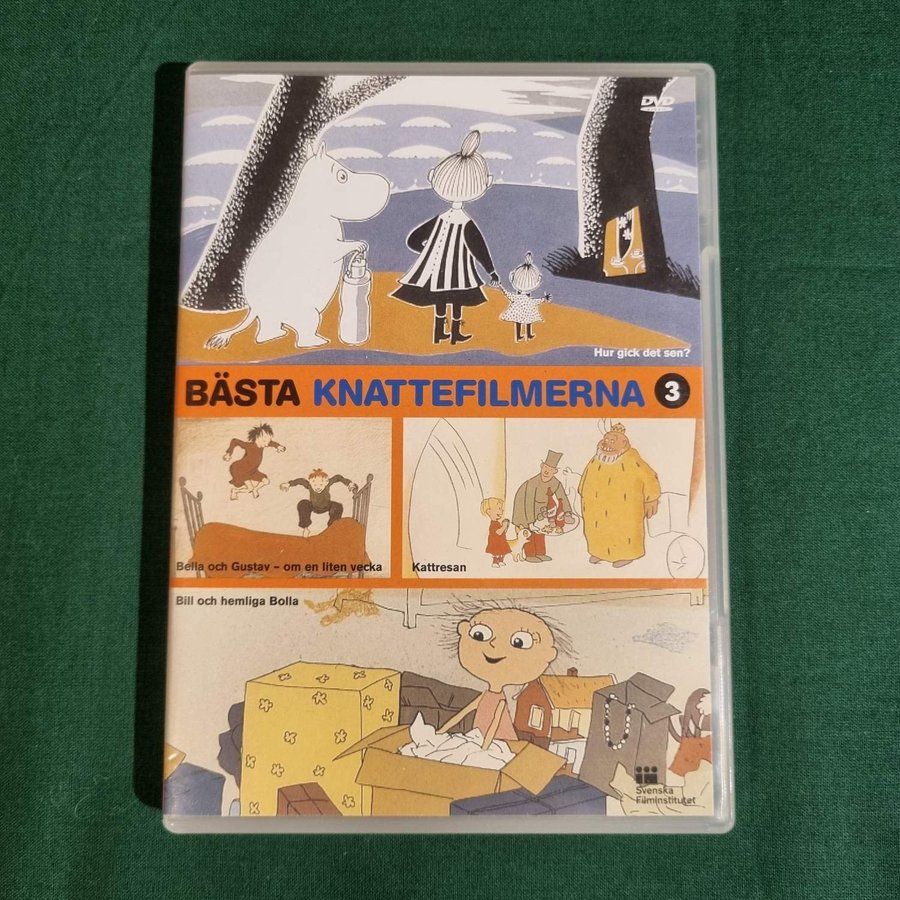 DVD
Hur gick det sen?
BÄSTA KNATTEFILMERNA 3
Bella och Gustav – om en liten vecka
Kattresan
Bill och hemliga Bolla
Svenska
Filminstitutet